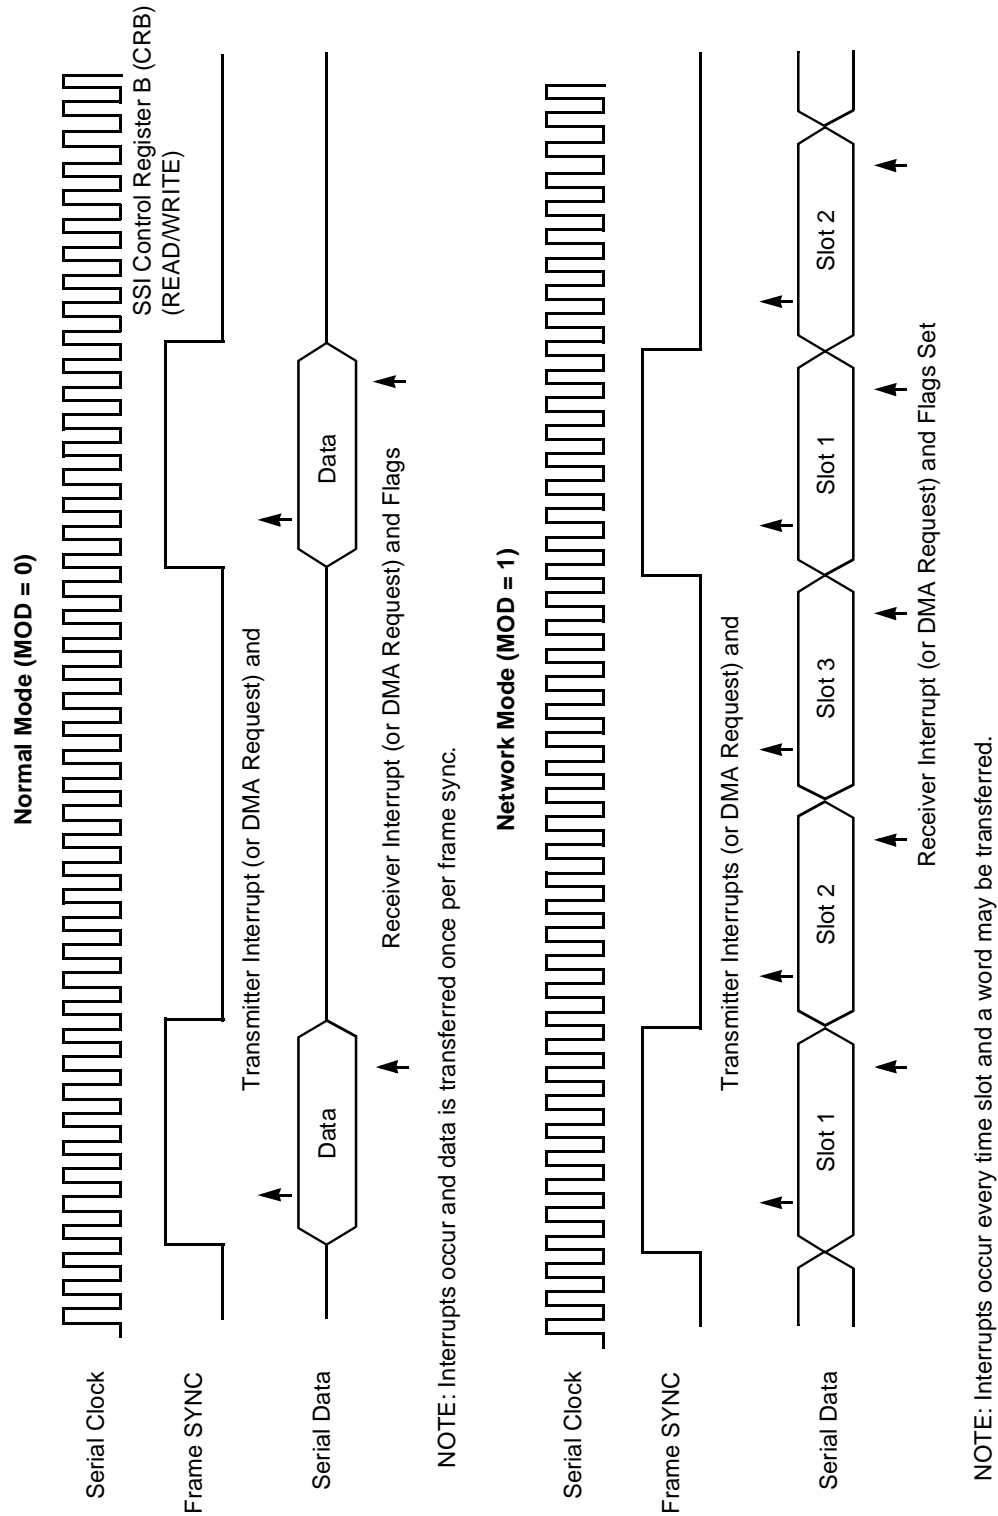 Normal Mode (MOD = 0)
Serial Clock
SSI Control Register B (CRB)
(READ/WRITE)
Frame SYNC
Transmitter Interrupt (or DMA Request) and
Serial Data
Data
Data
Receiver Interrupt (or DMA Request) and Flags
NOTE: Interrupts occur and data is transferred once per frame sync.
Network Mode (MOD = 1)
Serial Clock
Frame SYNC
Transmitter Interrupts (or DMA Request) and
Serial Data
Slot 1
Slot 2
Slot 3
Slot 1
Slot 2
Receiver Interrupt (or DMA Request) and Flags Set
NOTE: Interrupts occur every time slot and a word may be transferred.